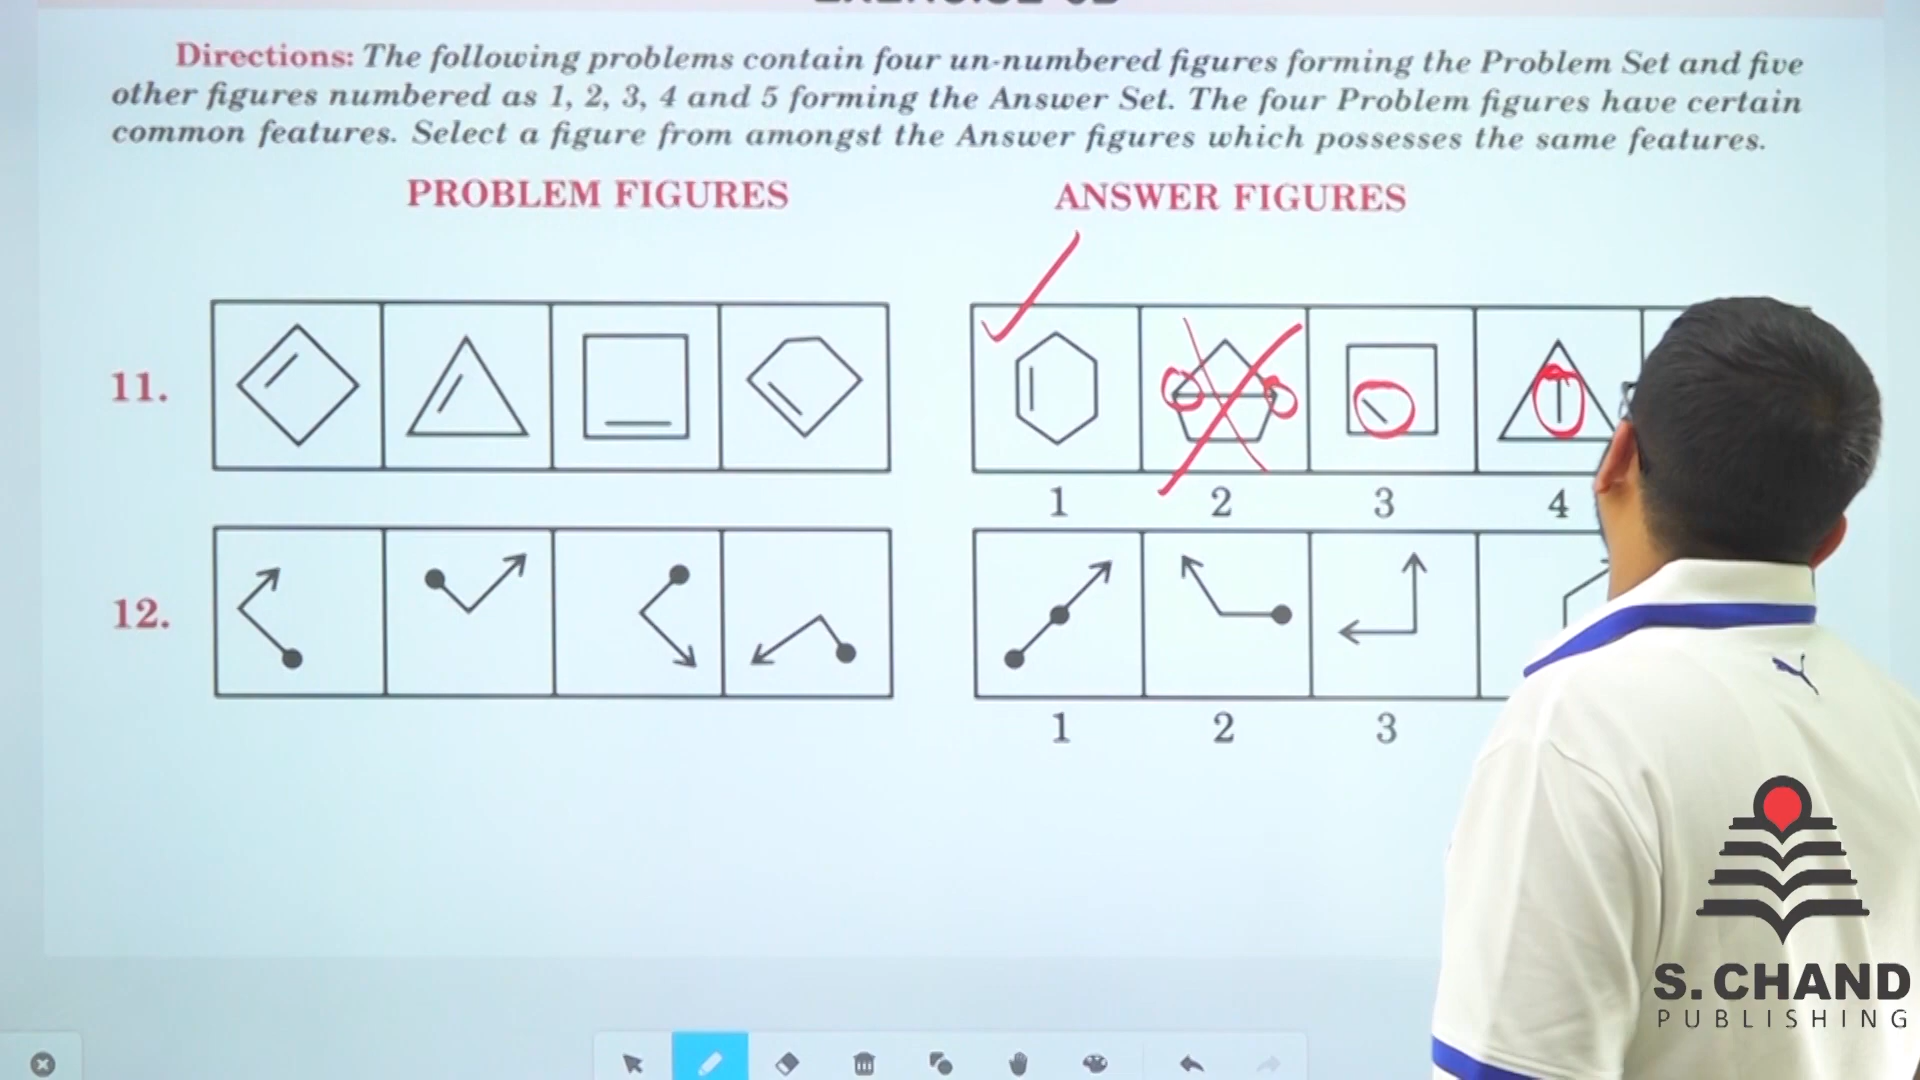 Directions: The following problems contain four un-numbered figures forming the Problem Set and five
other figures numbered as 1, 2, 3, 4 and 5 forming the Answer Set. The four Problem figures have certain
common features. Select a figure from amongst the Answer figures which possesses the same features.
PROBLEM FIGURES ANSWER FIGURES
11.
1 2 3 4
12.
1 2 3
S. CHAND
PUBLISHING